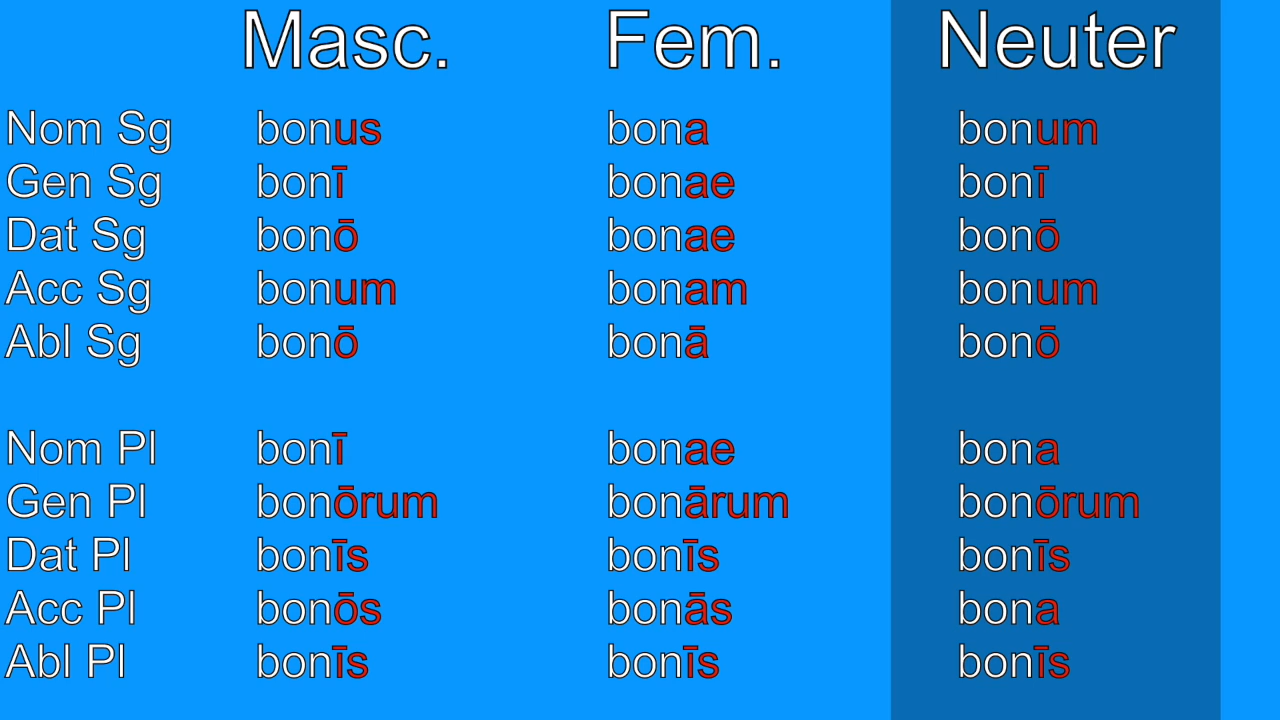 Masc. Fem. Neuter
Nom Sg bonus bona bonum
Gen Sg bonī bonae bonī
Dat Sg bonō bonae bonō
Acc Sg bonum bonam bonum
Abl Sg bonō bonā bonō
Nom Pl bonī bonae bona
Gen Pl bonōrum bonārum bonōrum
Dat Pl bonīs bonīs bonīs
Acc Pl bonōs bonās bona
Abl Pl bonīs bonīs bonīs